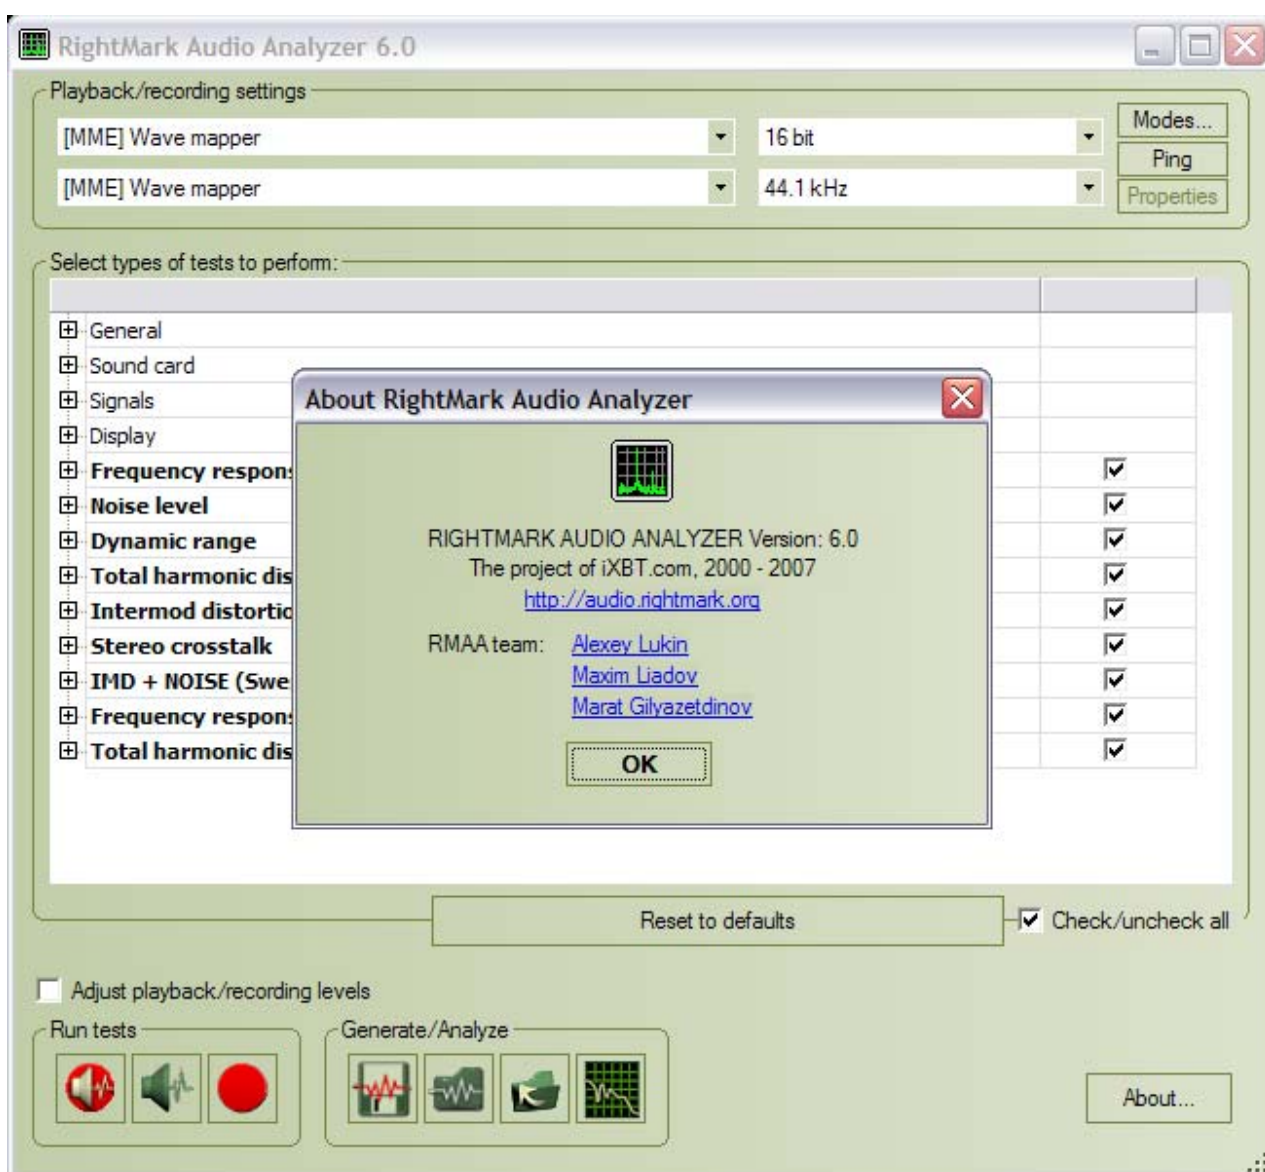 RightMark Audio Analyzer 6.0
Playback/recording settings
[MME] Wave mapper
16 bit
Modes...
Ping
[MME] Wave mapper
44.1 kHz
Properties
Select types of tests to perform:
General
Sound card
Signals
Display
Frequency respons
Noise level
Dynamic range
Total harmonic dis
Intermod distortio
Stereo crosstalk
IMD + NOISE (Swe
Frequency respons
Total harmonic dis
About RightMark Audio Analyzer
RIGHTMARK AUDIO ANALYZER Version: 6.0
The project of iXBT.com, 2000 - 2007
http://audio.rightmark.org
RMAA team: Alexey Lukin
Maxim Liadov
Marat Gilyazetdinov
OK
Reset to defaults
Check/uncheck all
Adjust playback/recording levels
Run tests
Generate/Analyze
About...